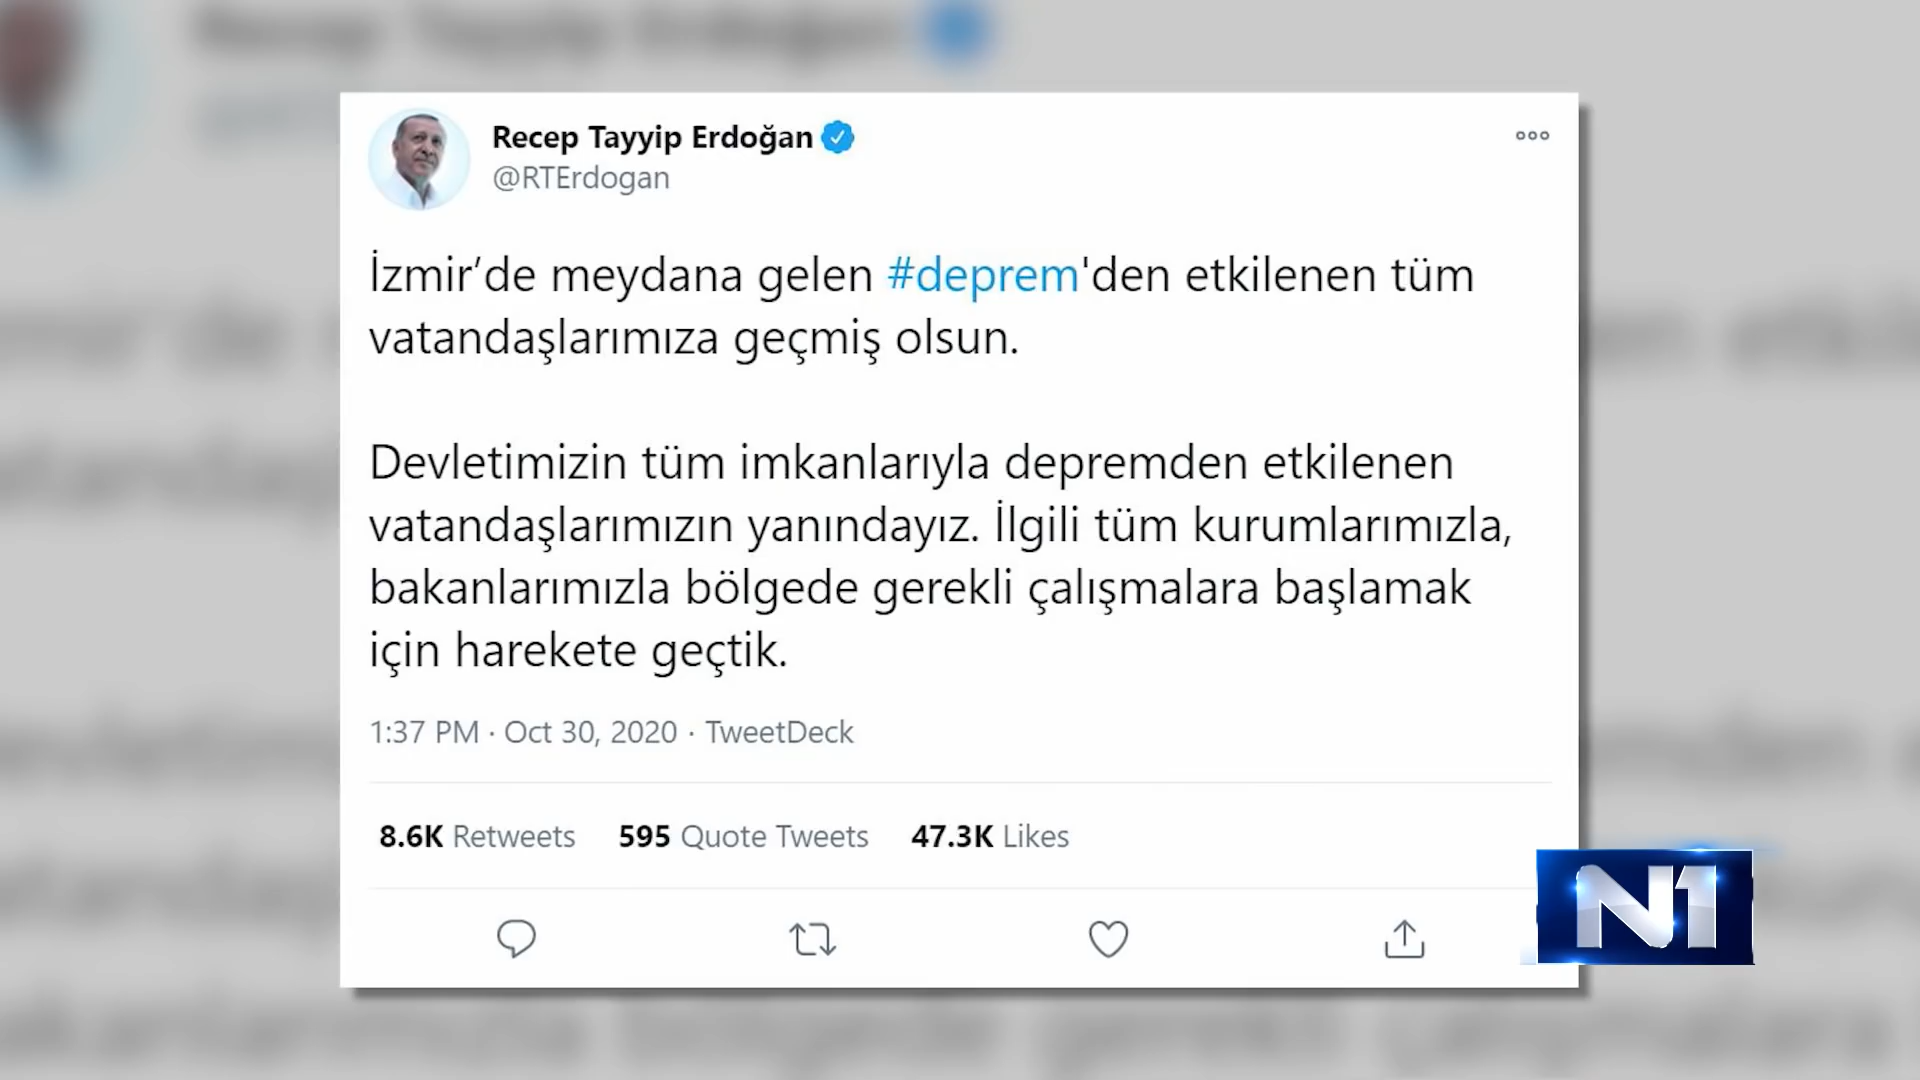 Recep Tayyip Erdoğan
@RTErdogan
İzmir’de meydana gelen #deprem'den etkilenen tüm
vatandaşlarımıza geçmiş olsun.
Devletimizin tüm imkanlarıyla depremden etkilenen
vatandaşlarımızın yanındayız. İlgili tüm kurumlarımızla,
bakanlarımızla bölgede gerekli çalışmalara başlamak
için harekete geçtik.
1:37 PM · Oct 30, 2020 · TweetDeck
8.6K Retweets 595 Quote Tweets 47.3K Likes
N1